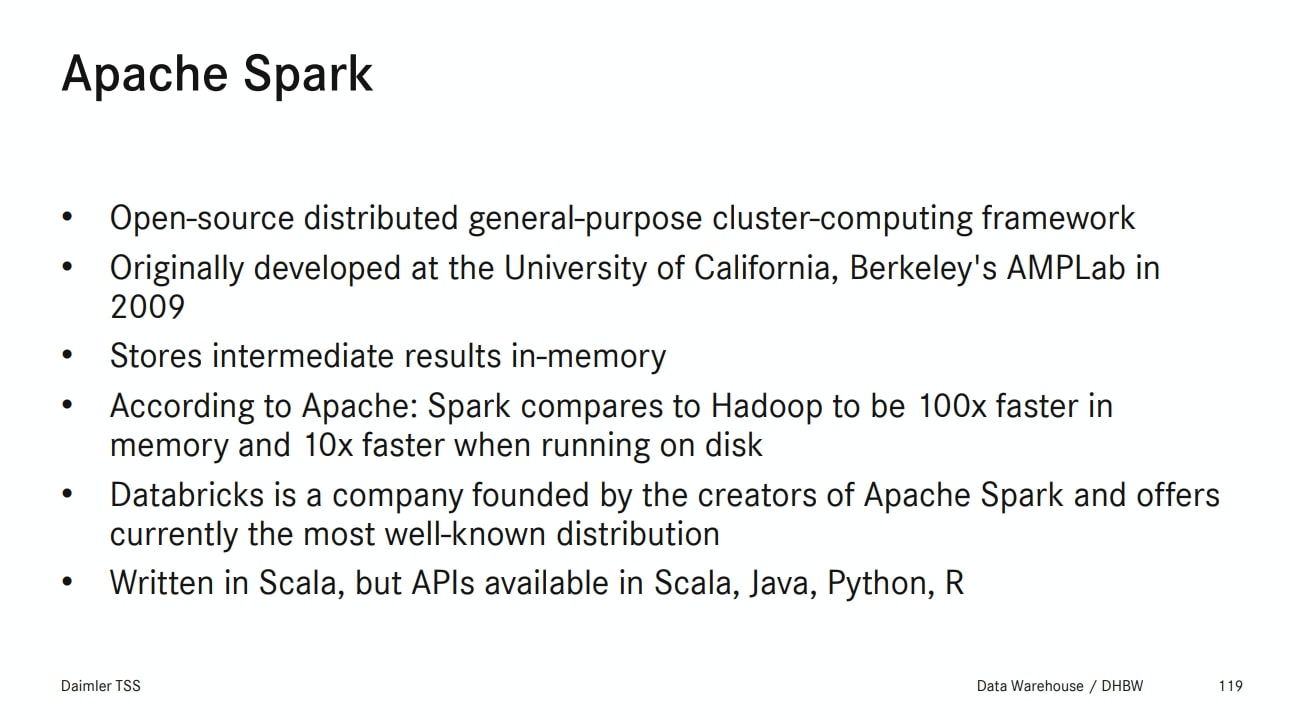 Apache Spark
• Open-source distributed general-purpose cluster-computing framework
• Originally developed at the University of California, Berkeley's AMPLab in
2009
• Stores intermediate results in-memory
• According to Apache: Spark compares to Hadoop to be 100x faster in
memory and 10x faster when running on disk
• Databricks is a company founded by the creators of Apache Spark and offers
currently the most well-known distribution
• Written in Scala, but APIs available in Scala, Java, Python, R
Daimler TSS
Data Warehouse / DHBW
119